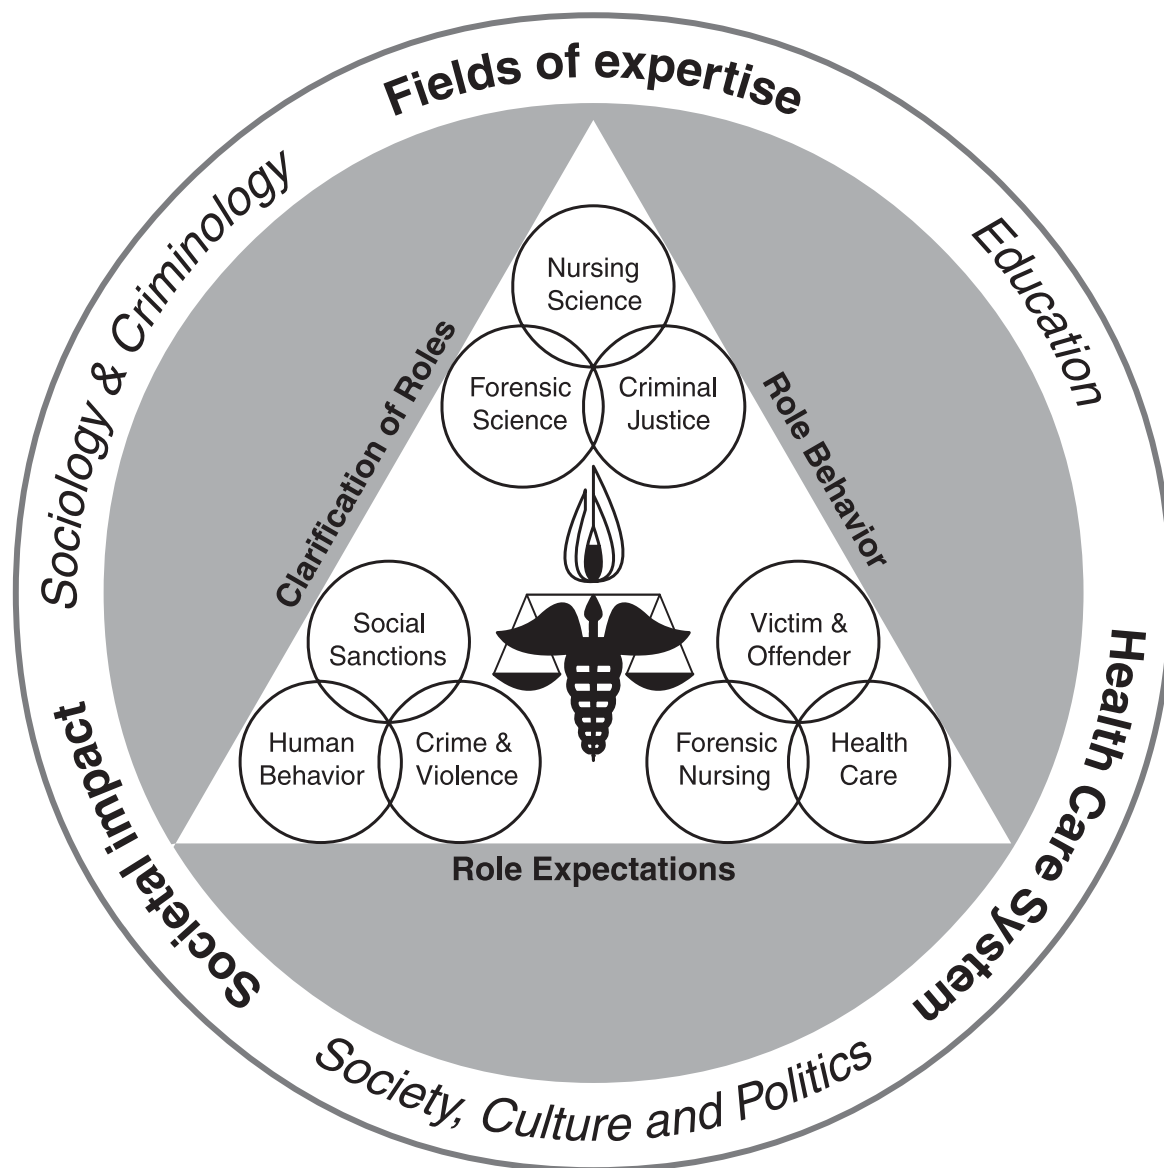 Fields of expertise
Sociology & Criminology
Education
Nursing
Science
Forensic
Science
Criminal
Justice
Clarification of Roles
Role Behavior
Social
Sanctions
Human
Behavior
Crime &
Violence
Victim &
Offender
Forensic
Nursing
Health
Care
Role Expectations
Societal impact
Health Care System
Society, Culture and Politics